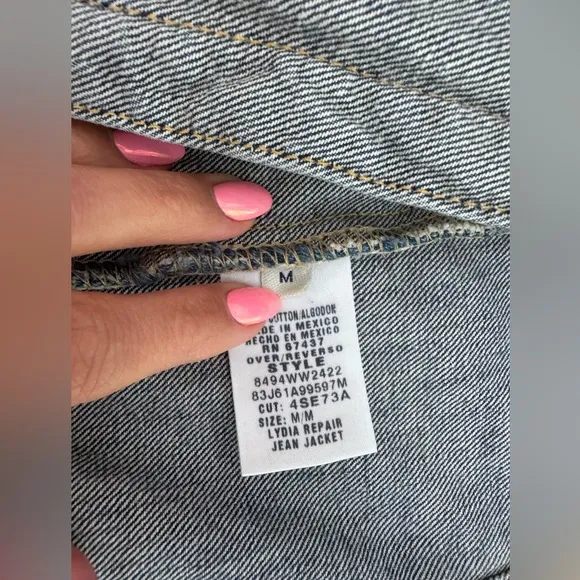 M
COTTON/ALGODON
DE IN MEXICO
HECHO EN MEXICO
RN 67437
OVER/REVERSO
STYLE
8494WW2422
83J61A99597M
CUT: 4SE73A
SIZE: M/M
LYDIA REPAIR
JEAN JACKET